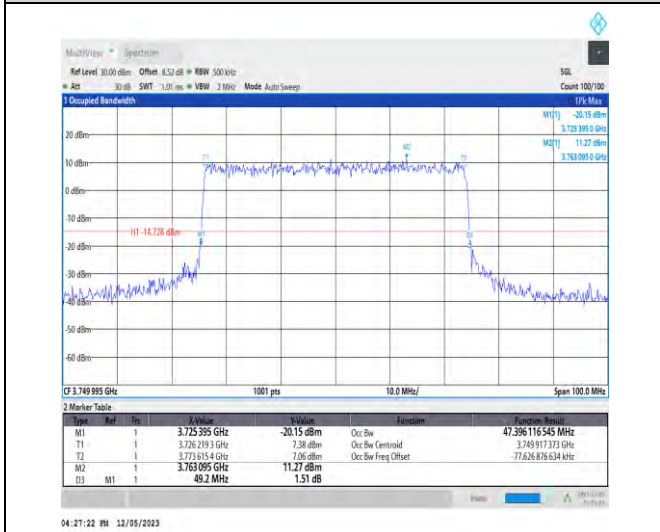 MultiView Spectrum
Ref Level 30.00 dBm Offset 8.52 dB RBW 500 kHz SGL
Att 30 dB SWT 1.01 ms VBW 2 MHz Mode Auto Sweep Count 100/100
1 Occupied Bandwidth 1Pk Max
M1[1] -20.15 dBm
3.725 395 0 GHz
M2[1] 11.27 dBm
3.763 095 0 GHz
20 dBm
M2
T1 T2
10 dBm
0 dBm
-10 dBm
H1 -14.728 dBm
M1 D3
-20 dBm
-30 dBm
-40 dBm
-50 dBm
-60 dBm
CF 3.749 995 GHz 1001 pts 10.0 MHz/ Span 100.0 MHz
2 Marker Table
Type Ref Trc X-Value Y-Value Function Function Result
M1 1 3.725 395 GHz -20.15 dBm Occ Bw 47.396 116 545 MHz
T1 1 3.726 219 3 GHz 7.38 dBm Occ Bw Centroid 3.749 917 373 GHz
T2 1 3.773 615 4 GHz 7.06 dBm Occ Bw Freq Offset -77.626 876 634 kHz
M2 1 3.763 095 GHz 11.27 dBm
D3 M1 1 49.2 MHz 1.51 dB
04:27:22 PM 12/05/2023